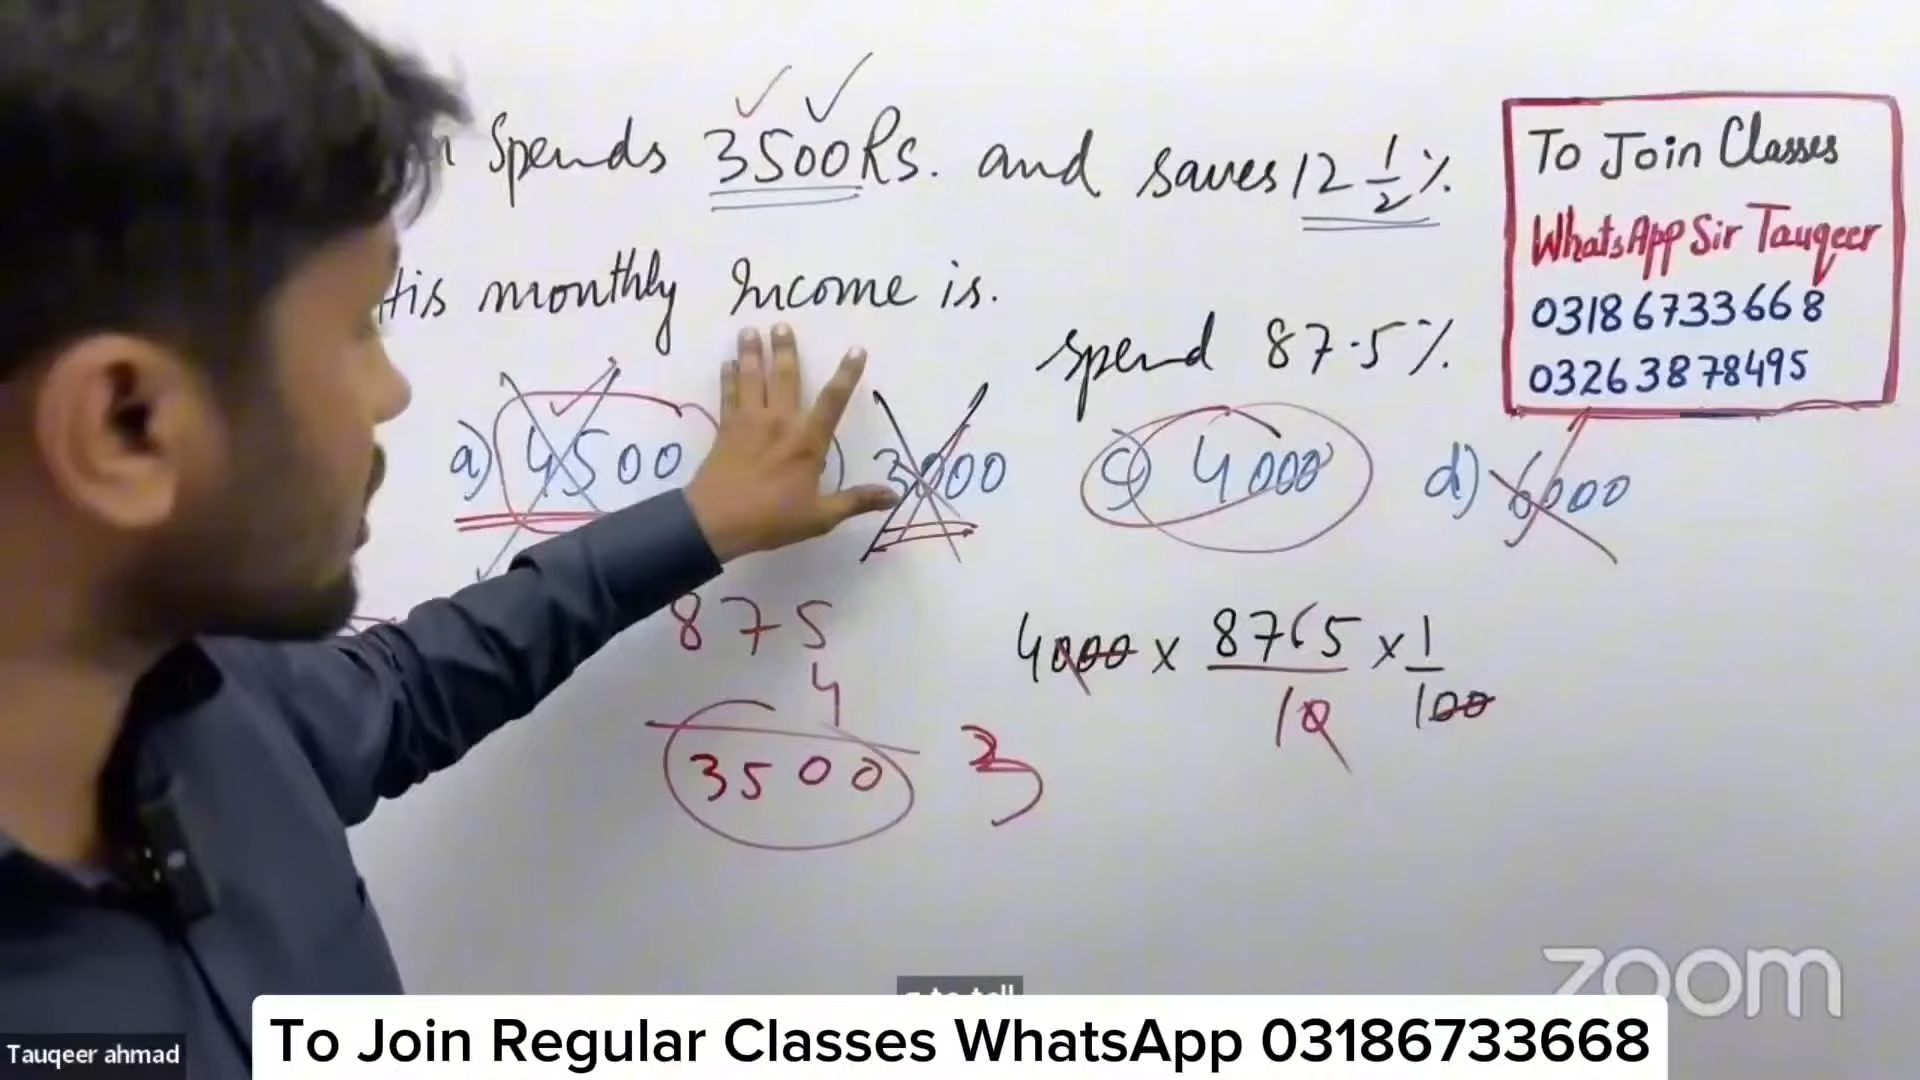 Spends 3500Rs. and saves 12 1/2 %.
His monthly Income is.
spend 87.5%.
a) 4500 ) 3000 c) 4000 d) 6000
875
4
3500
4000 x 875/10 x 1/100
To Join Classes
WhatsApp Sir Tauqeer
03186733668
03263878495
zoom
Tauqeer ahmad
To Join Regular Classes WhatsApp 03186733668